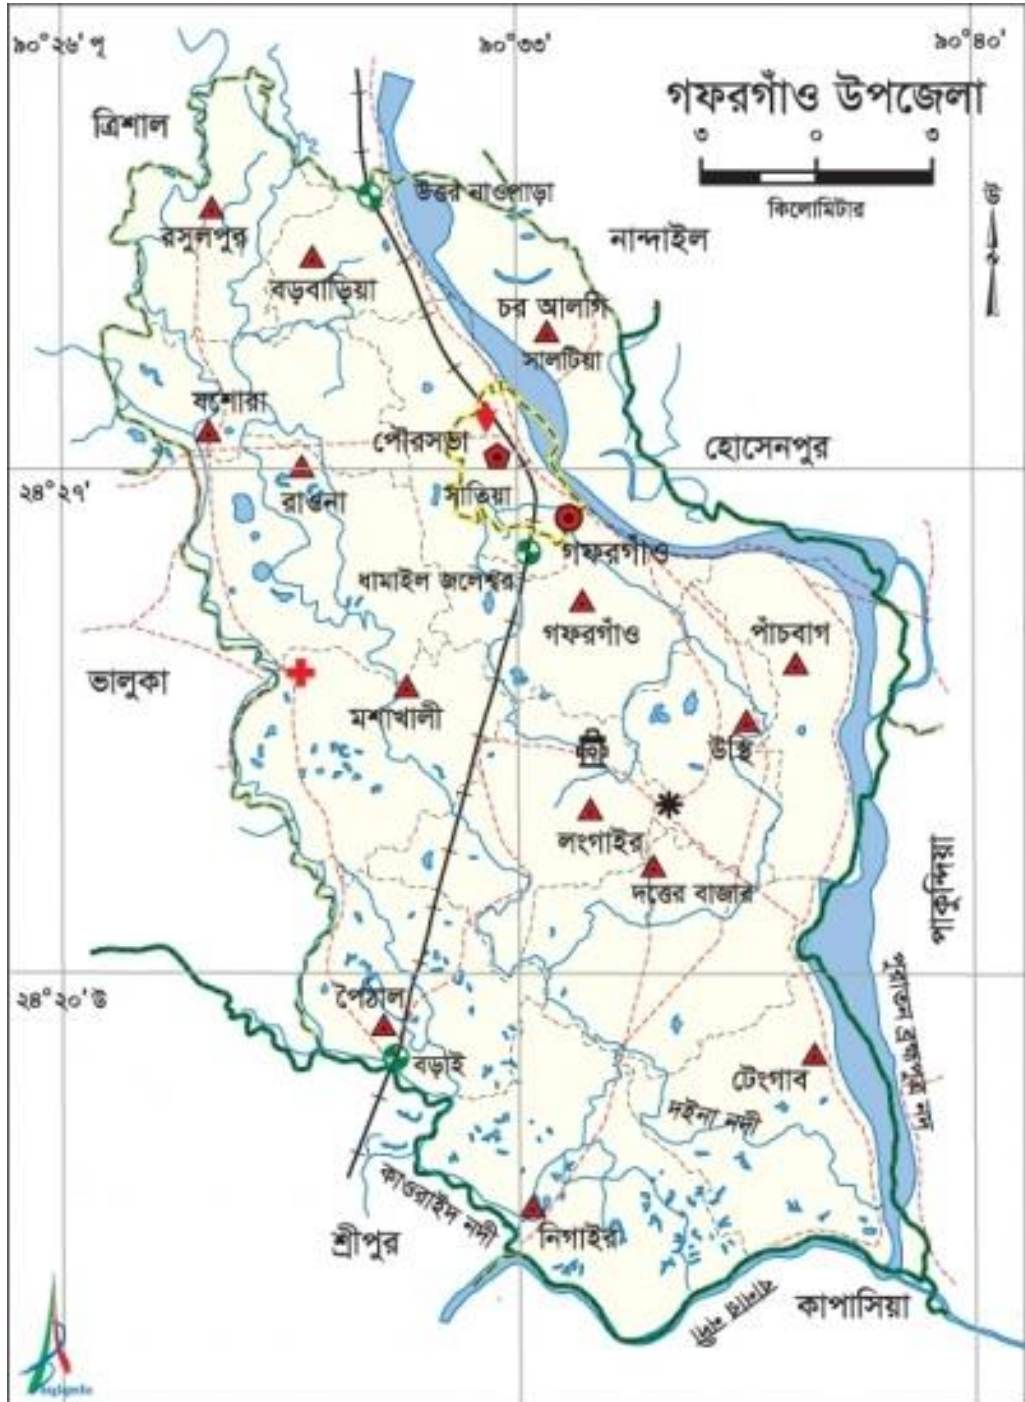 ৯০°২৬' পূ
৯০°৩৩'
৯০°৪০'
গফরগাঁও উপজেলা
৩ ০ ৩
কিলোমিটার
উ
ত্রিশাল
উত্তর নাওপাড়া
রসুলপুর
নান্দাইল
বড়বাড়িয়া
চর আলগি
সালটিয়া
যশোরা
পৌরসভা
হোসেনপুর
২৪°২৭'
রাওনা
সাতিয়া
গফরগাঁও
ধামাইল জলেশ্বর
গফরগাঁও
পাঁচবাগ
ভালুকা
মশাখালী
উস্থি
লংগাইর
দত্তের বাজার
পাকুন্দিয়া
২৪°২০' উ
পৈঠাল
পুরাতন ব্রহ্মপুত্র নদ
বড়াই
টেংগাব
দইনা নদী
কাওরাইদ নদী
শ্রীপুর
নিগাইর
বানার নদী
কাপাসিয়া